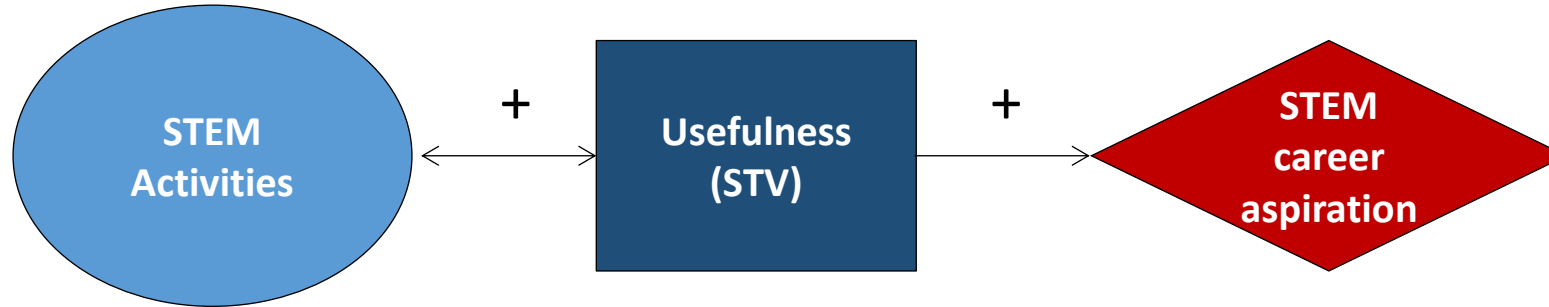 STEM
Activities
+
Usefulness
(STV)
+
STEM
career
aspiration